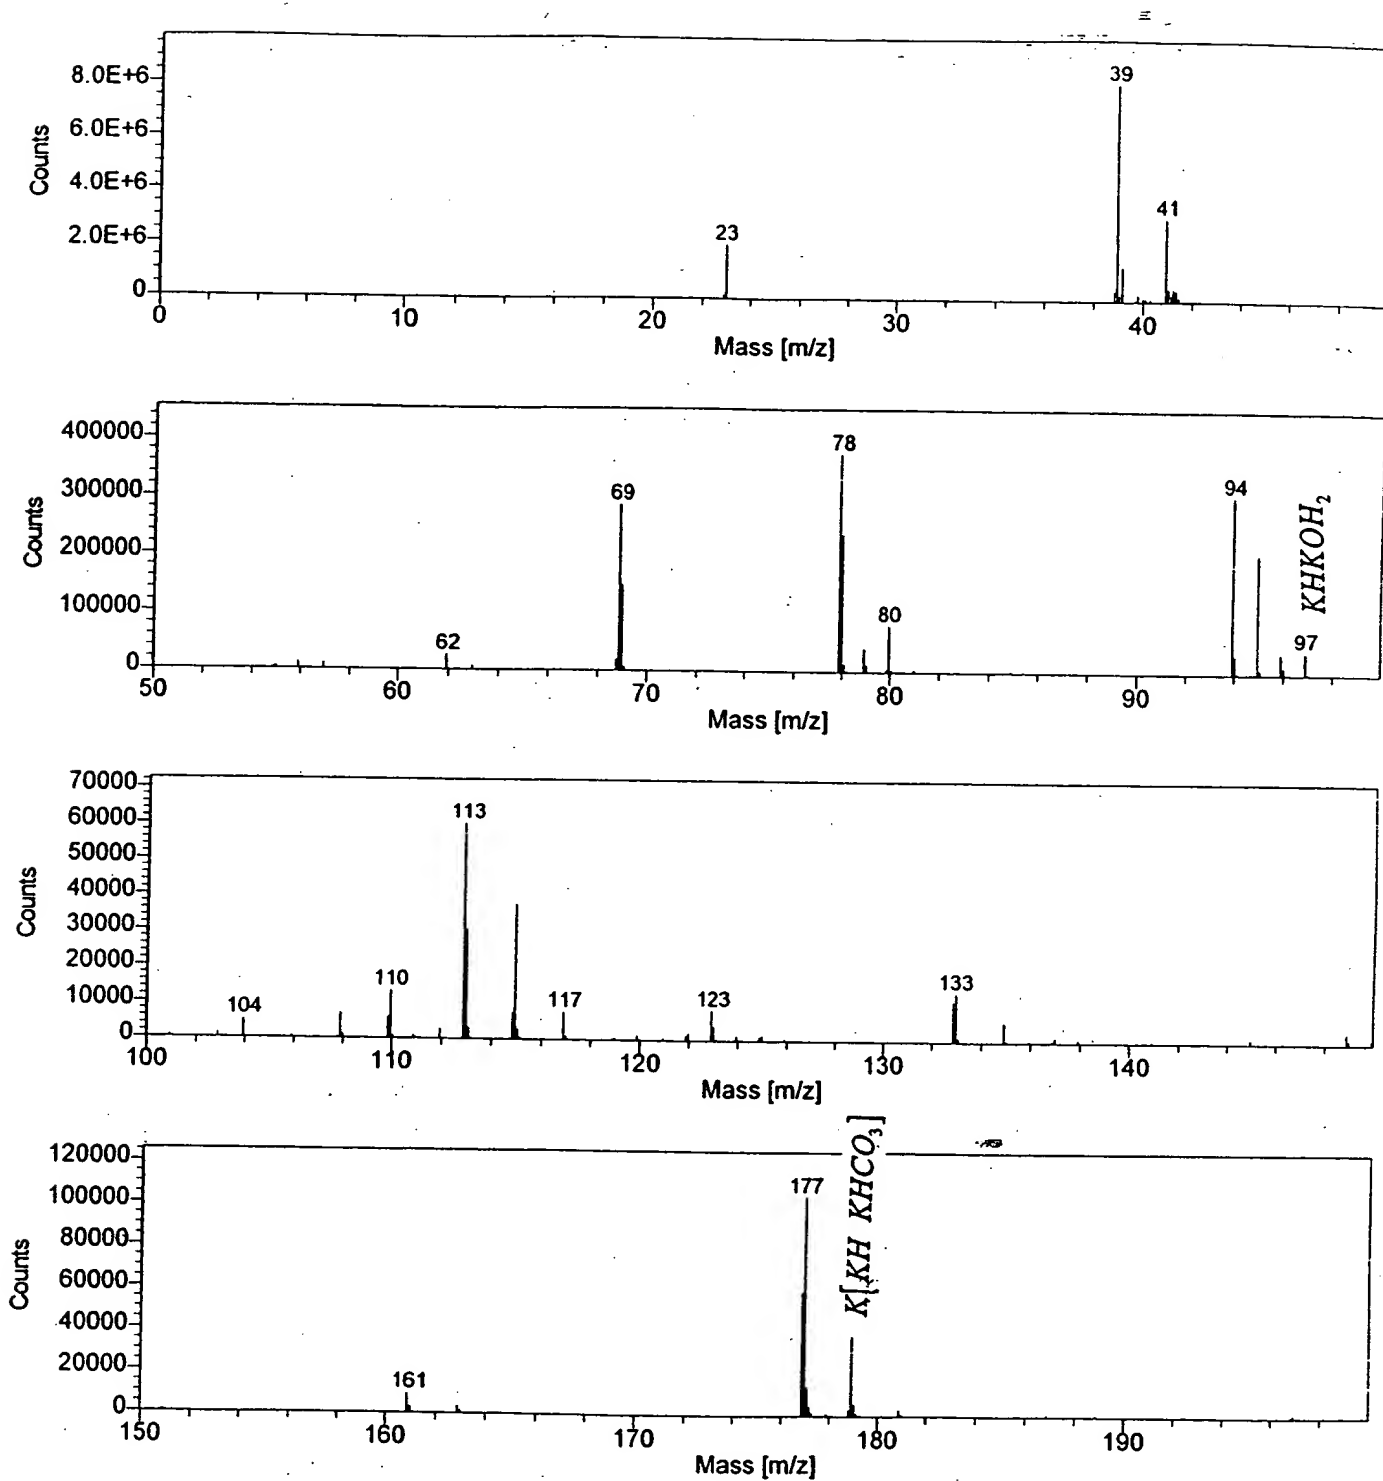 8.0E+6
6.0E+6
4.0E+6
2.0E+6
0
Counts
23
39
41
0 10 20 30 40
Mass [m/z]
400000
300000
200000
100000
0
Counts
62
69
78
80
94
97
KHKOH₂
50 60 70 80 90
Mass [m/z]
70000
60000
50000
40000
30000
20000
10000
0
Counts
104
110
113
117
123
133
100 110 120 130 140
Mass [m/z]
120000
100000
80000
60000
40000
20000
0
Counts
161
177
K[KH KHCO₃]
150 160 170 180 190
Mass [m/z]